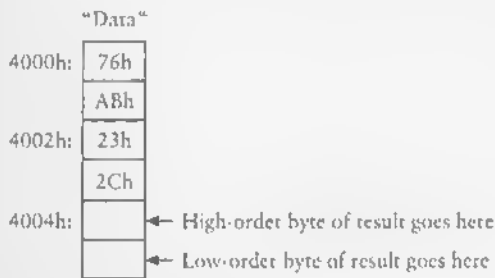 "Data"
4000h: 76h
ABh
4002h: 23h
2Ch
4004h: High-order byte of result goes here
Low-order byte of result goes here